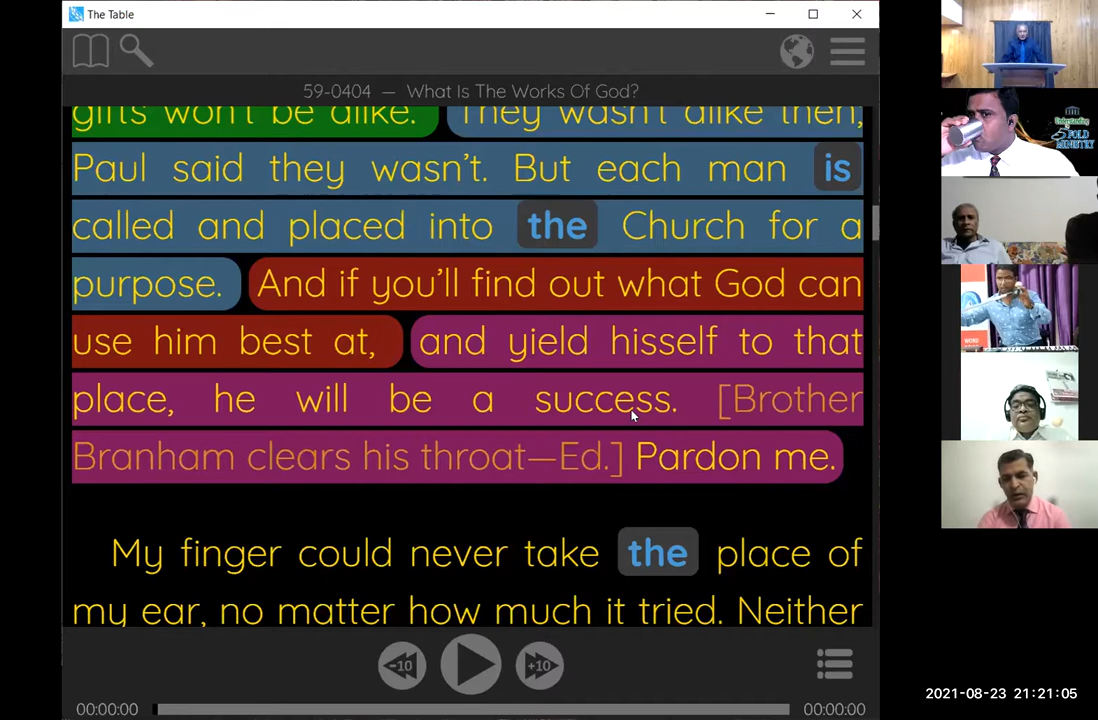 The Table
59-0404 — What Is The Works Of God?
gifts won't be alike. They wasn't alike then,
Paul said they wasn't. But each man is
called and placed into the Church for a
purpose. And if you'll find out what God can
use him best at, and yield hisself to that
place, he will be a success. [Brother
Branham clears his throat—Ed.] Pardon me.
My finger could never take the place of
my ear, no matter how much it tried. Neither
-10
+10
00:00:00
00:00:00
Understanding
5 FOLD
MINISTRY
WORD
2021-08-23 21:21:05